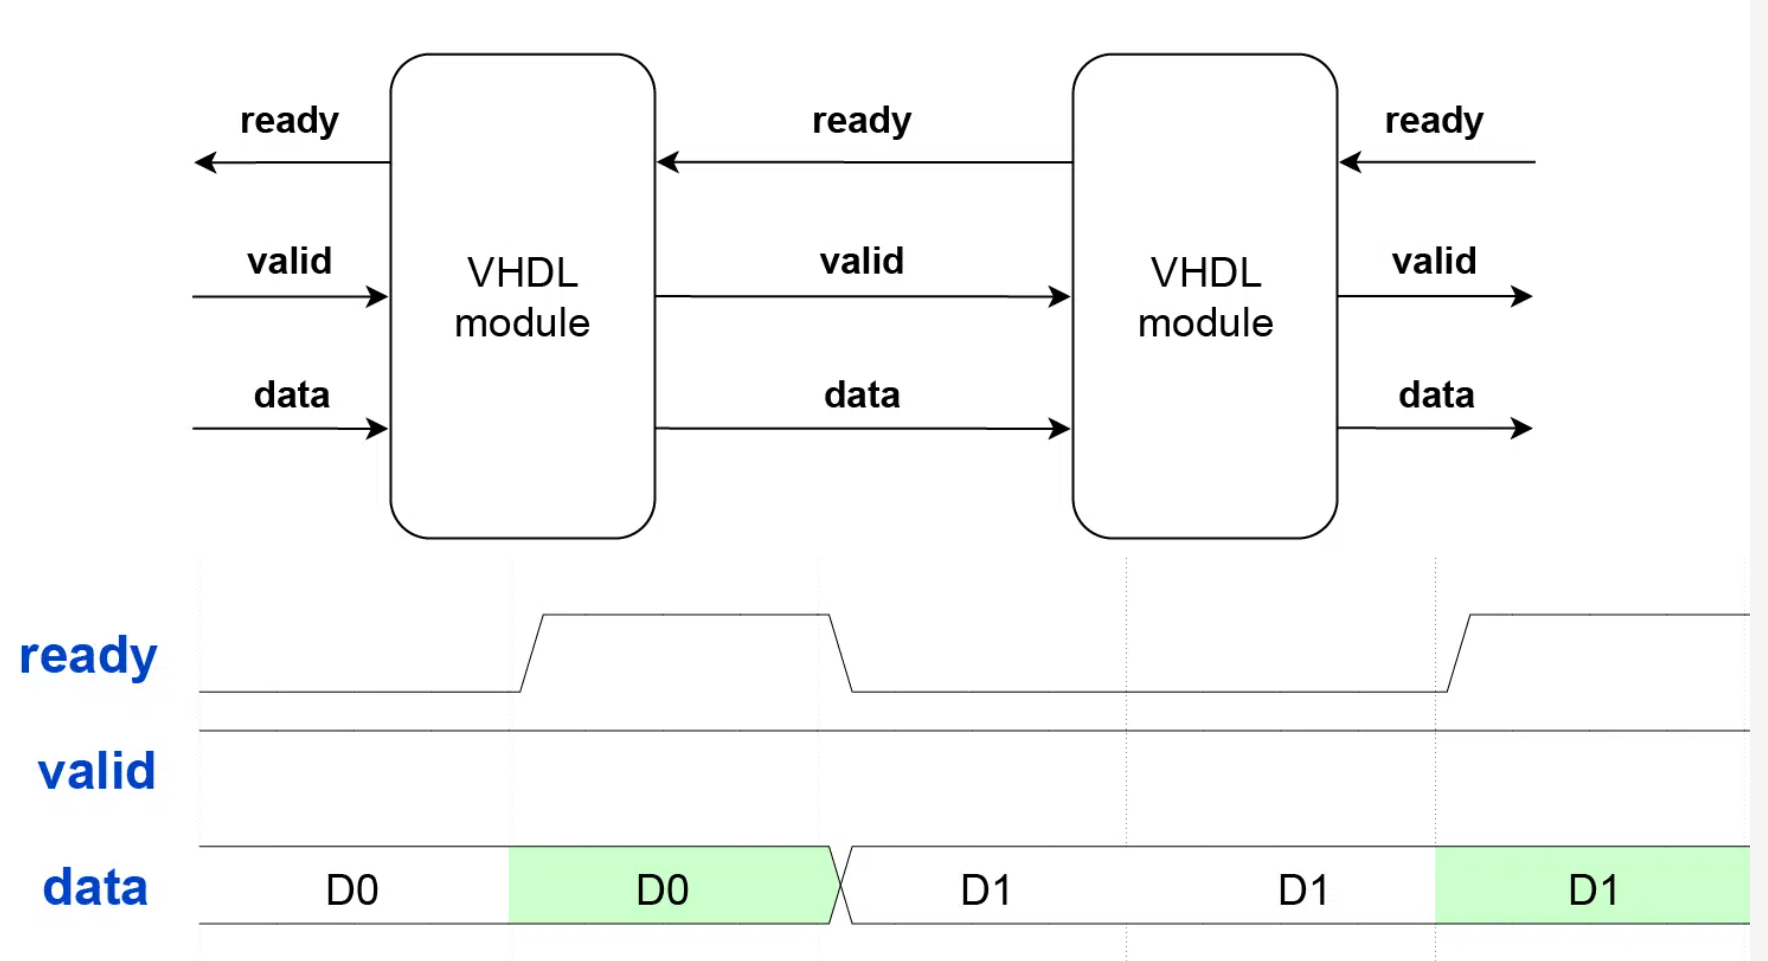 ready
ready
ready
valid
valid
valid
VHDL
module
VHDL
module
data
data
data
ready
valid
data
D0
D0
D1
D1
D1